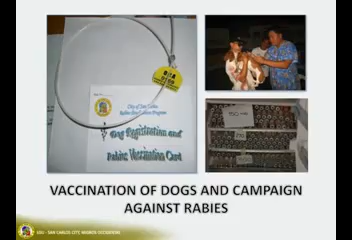 City of San Carlos
Dog Registration and
Rabies Vaccination Card
VACCINATION OF DOGS AND CAMPAIGN
AGAINST RABIES
LGU - SAN CARLOS CITY, NEGROS OCCIDENTAL